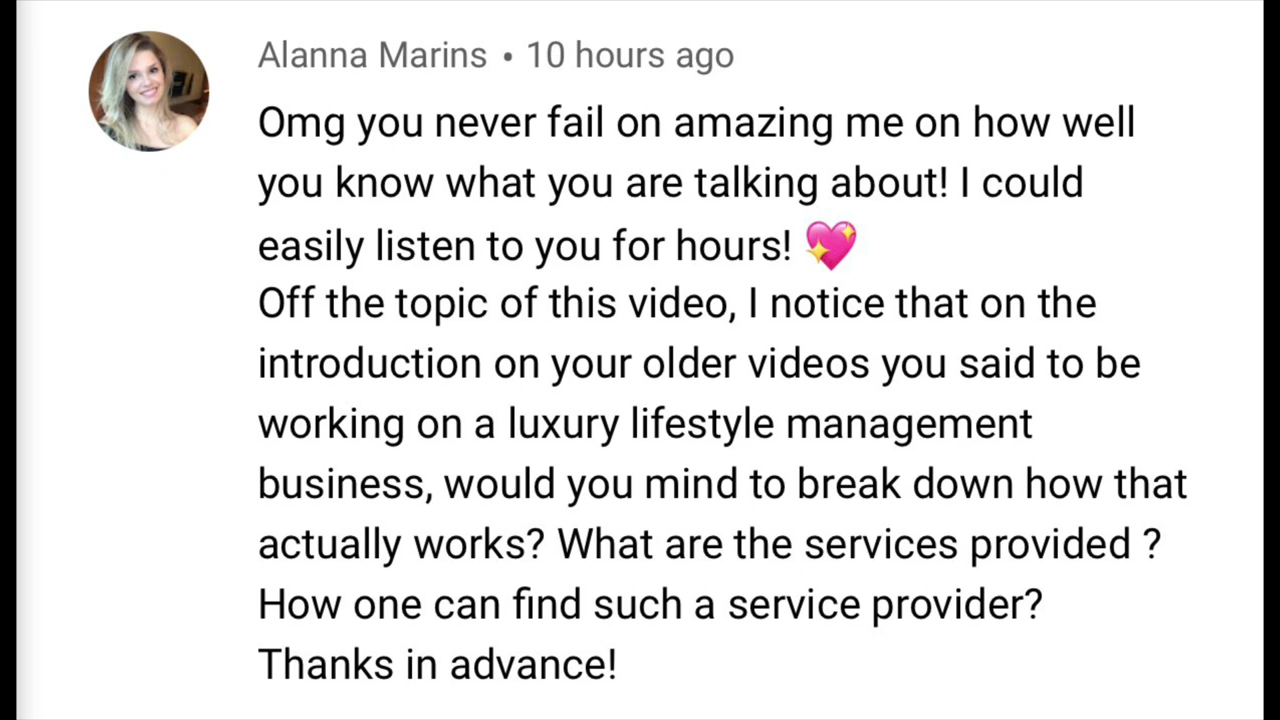 Alanna Marins • 10 hours ago
Omg you never fail on amazing me on how well
you know what you are talking about! I could
easily listen to you for hours! 💖
Off the topic of this video, I notice that on the
introduction on your older videos you said to be
working on a luxury lifestyle management
business, would you mind to break down how that
actually works? What are the services provided ?
How one can find such a service provider?
Thanks in advance!